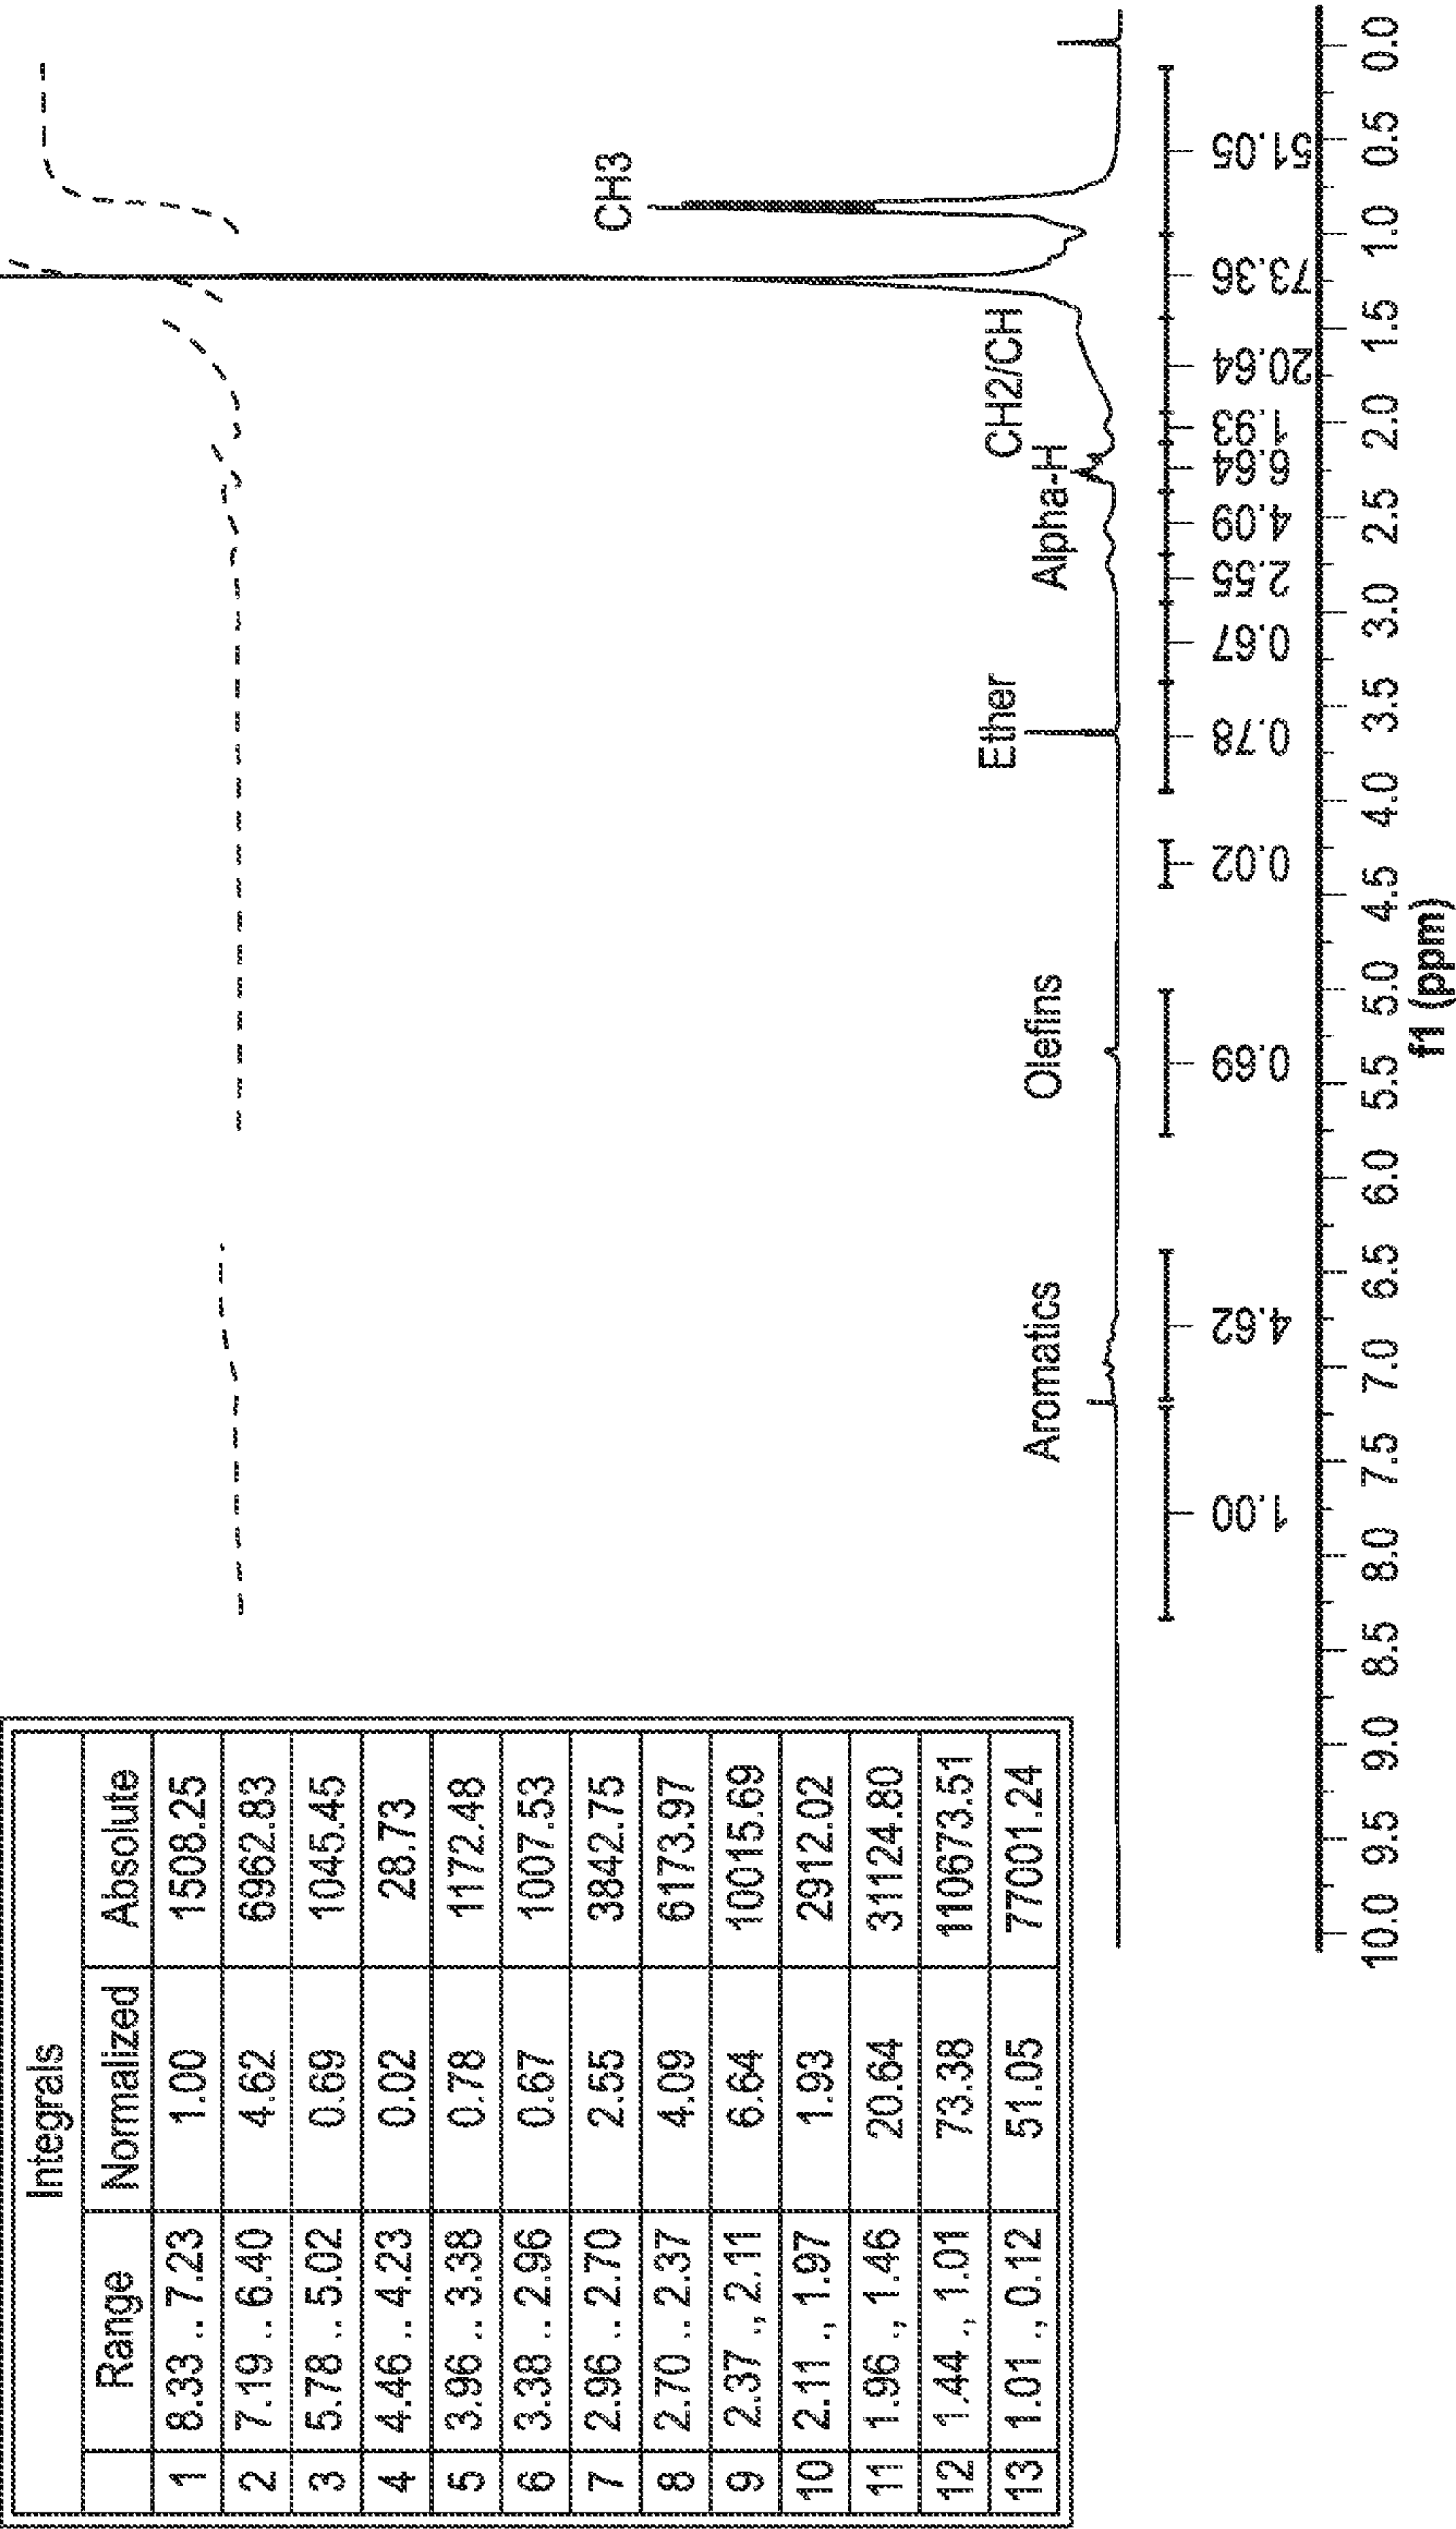 Integrals
Range Normalized Absolute
1 8.33 .. 7.23 1.00 1508.25
2 7.19 .. 6.40 4.62 6962.83
3 5.78 .. 5.02 0.69 1045.45
4 4.46 .. 4.23 0.02 28.73
5 3.96 .. 3.38 0.78 1172.48
6 3.38 .. 2.96 0.67 1007.53
7 2.96 .. 2.70 2.55 3842.75
8 2.70 .. 2.37 4.09 6173.97
9 2.37 ., 2.11 6.64 10015.69
10 2.11 ., 1.97 1.93 2912.02
11 1.96 ., 1.46 20.64 31124.80
12 1.44 ., 1.01 73.38 110673.51
13 1.01 ., 0.12 51.05 77001.24
CH3
CH2/CH
Alpha-H
Ether
Olefins
Aromatics
1.00 4.62 0.69 0.02 0.78 0.67 2.55 4.09 6.64 1.93 20.64 73.36 51.05
10.0 9.5 9.0 8.5 8.0 7.5 7.0 6.5 6.0 5.5 5.0 4.5 4.0 3.5 3.0 2.5 2.0 1.5 1.0 0.5 0.0
f1 (ppm)